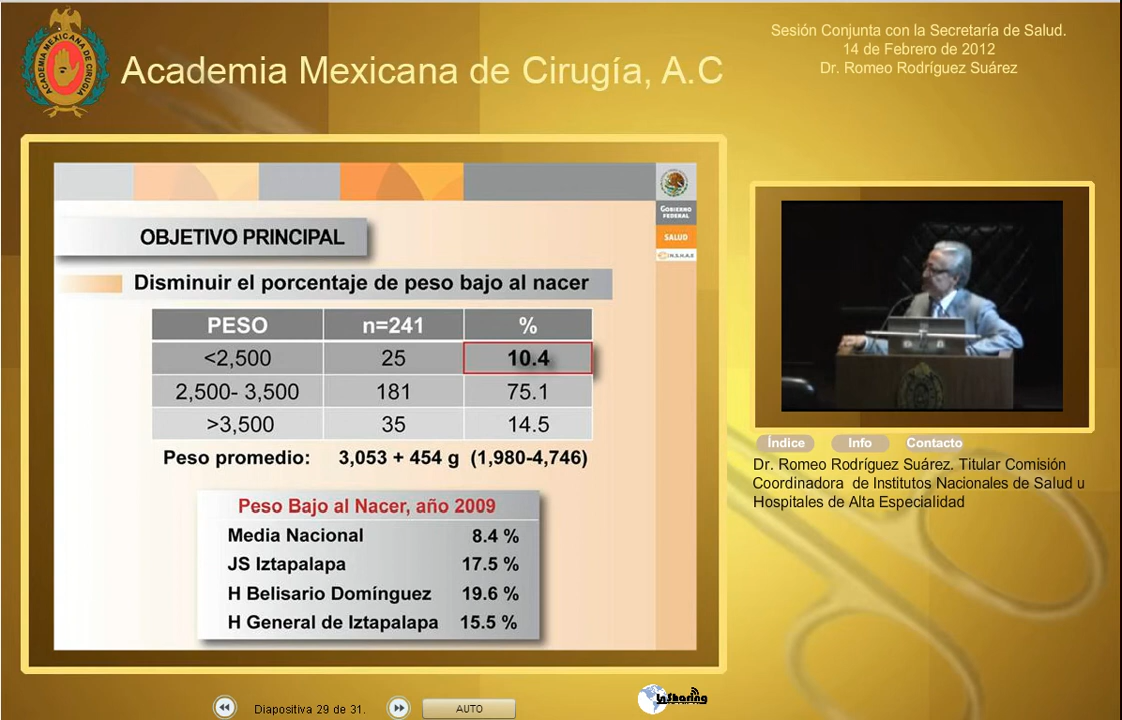 ACADEMIA MEXICANA DE CIRUGIA
Academia Mexicana de Cirugía, A.C
Sesión Conjunta con la Secretaría de Salud.
14 de Febrero de 2012
Dr. Romeo Rodríguez Suárez
GOBIERNO
FEDERAL
SALUD
OBJETIVO PRINCIPAL
Disminuir el porcentaje de peso bajo al nacer
PESO n=241 %
<2,500 25 10.4
2,500- 3,500 181 75.1
>3,500 35 14.5
Peso promedio: 3,053 + 454 g (1,980-4,746)
Peso Bajo al Nacer, año 2009
Media Nacional 8.4 %
JS Iztapalapa 17.5 %
H Belisario Domínguez 19.6 %
H General de Iztapalapa 15.5 %
Índice Info Contacto
Dr. Romeo Rodríguez Suárez. Titular Comisión
Coordinadora de Institutos Nacionales de Salud u
Hospitales de Alta Especialidad
Diapositiva 29 de 31.
AUTO
InSharing